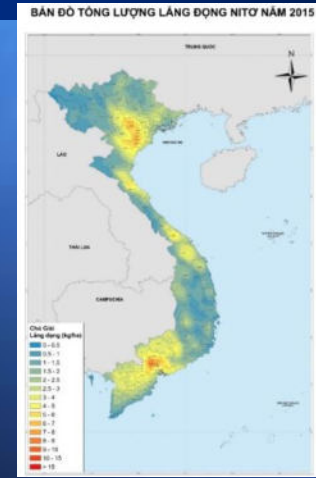 BẢN ĐỒ TỔNG LƯỢNG LẮNG ĐỌNG NITƠ NĂM 2015
TRUNG QUỐC
N
LAO
THÁI LAN
CAMPUCHIA
Chú Giải
Lắng đọng (kg/ha)
0 - 0.5
0.5 - 1
1 - 1.5
1.5 - 2
2 - 2.5
2.5 - 3
3 - 4
4 - 5
5 - 6
6 - 7
7 - 8
8 - 9
9 - 10
10 - 15
> 15